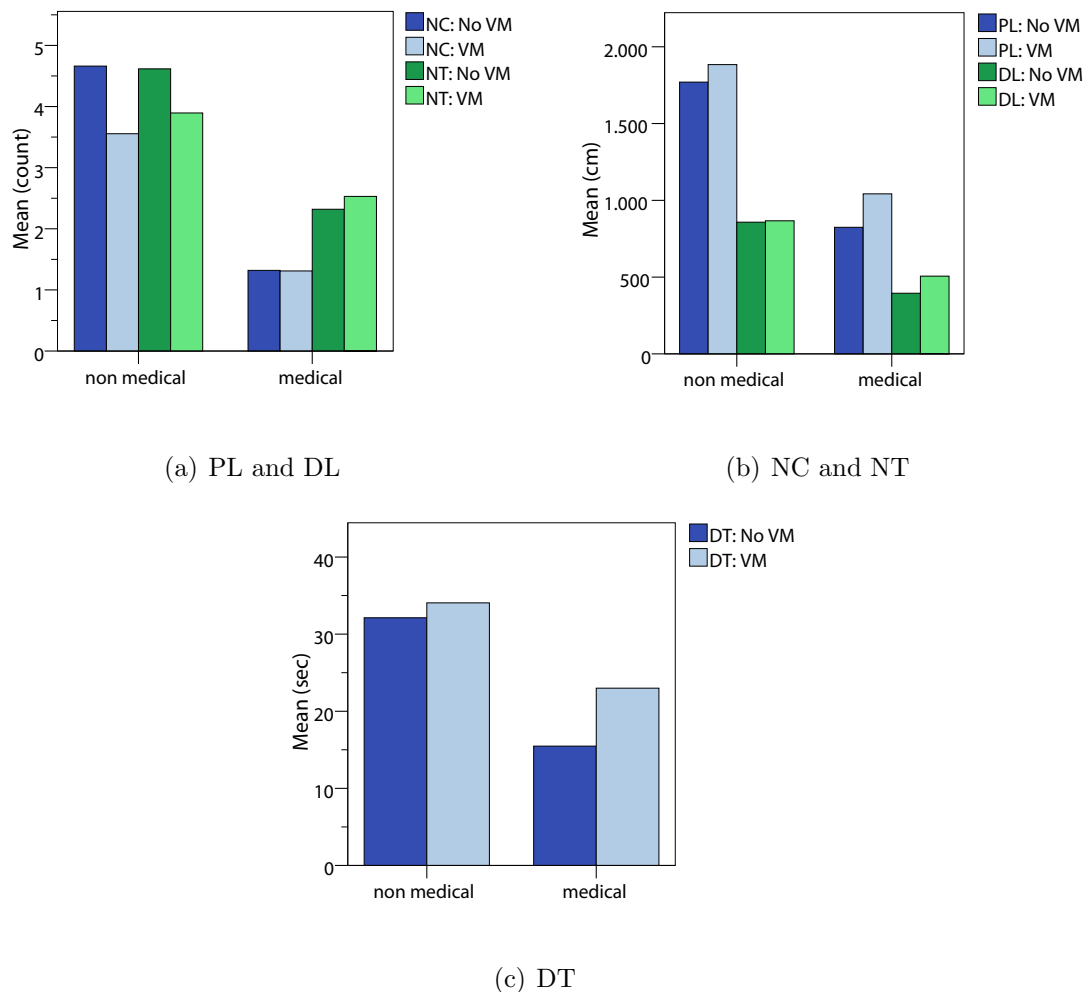 5
4
3
2
1
0
Mean (count)
non medical
medical
NC: No VM
NC: VM
NT: No VM
NT: VM
(a) PL and DL
2.000
1.500
1.000
500
0
Mean (cm)
non medical
medical
PL: No VM
PL: VM
DL: No VM
DL: VM
(b) NC and NT
40
30
20
10
0
Mean (sec)
non medical
medical
DT: No VM
DT: VM
(c) DT